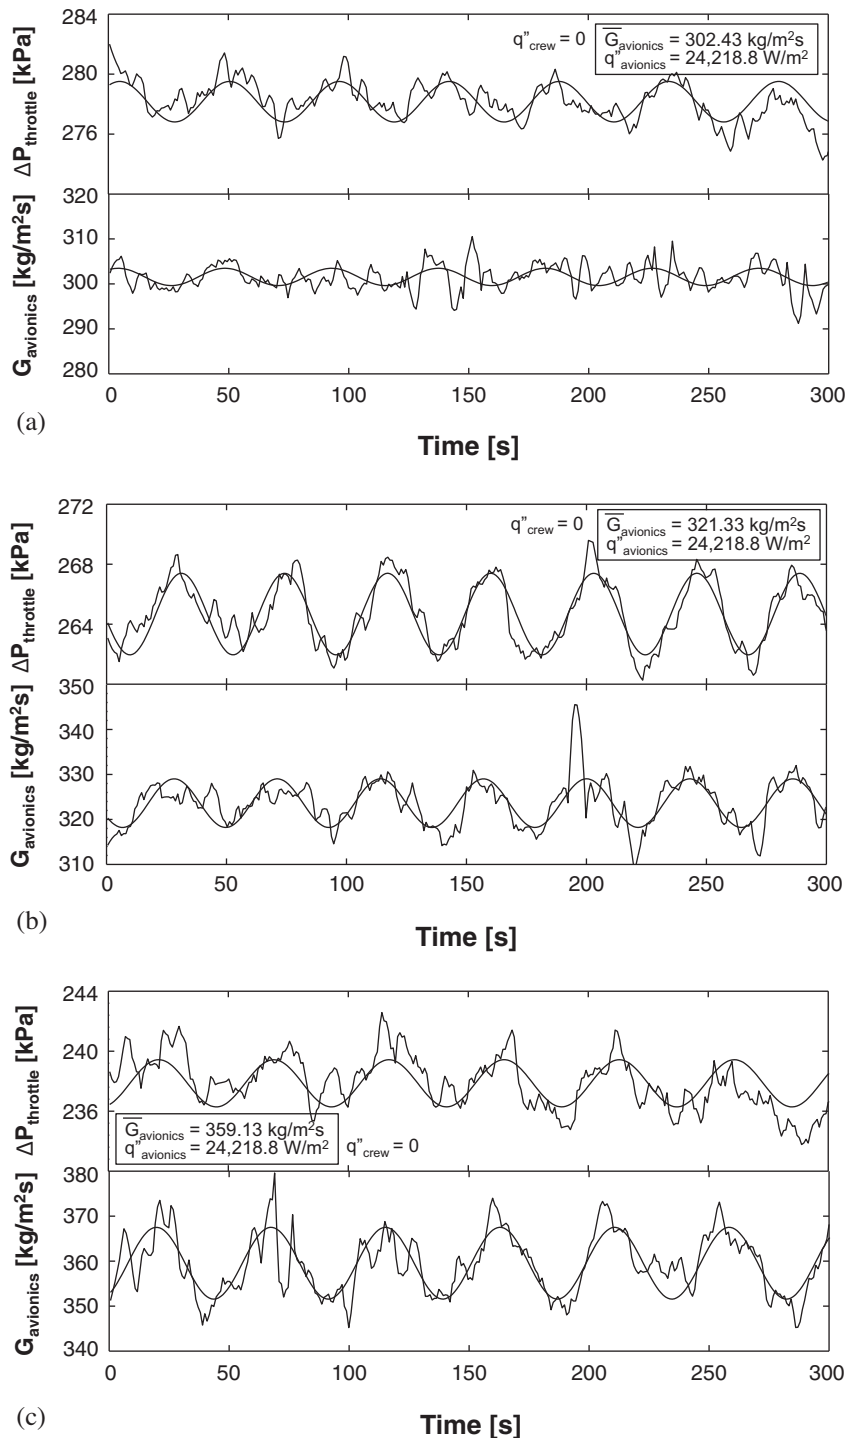 284
280
276
ΔP_throttle [kPa]
q”_crew = 0
G̅_avionics = 302.43 kg/m²s
q”_avionics = 24,218.8 W/m²
320
310
300
290
280
G_avionics [kg/m²s]
0 50 100 150 200 250 300
(a)
Time [s]
272
268
264
ΔP_throttle [kPa]
q”_crew = 0
G̅_avionics = 321.33 kg/m²s
q”_avionics = 24,218.8 W/m²
350
340
330
320
310
G_avionics [kg/m²s]
0 50 100 150 200 250 300
(b)
Time [s]
244
240
236
ΔP_throttle [kPa]
G̅_avionics = 359.13 kg/m²s
q”_avionics = 24,218.8 W/m²
q”_crew = 0
380
370
360
350
340
G_avionics [kg/m²s]
0 50 100 150 200 250 300
(c)
Time [s]